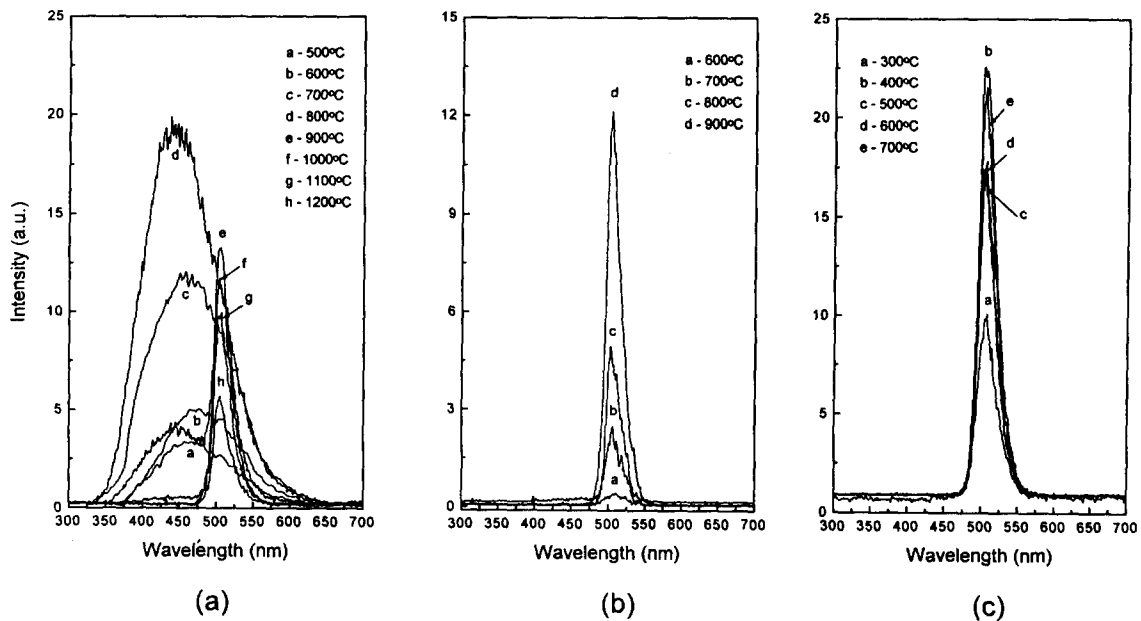 25
20
15
10
5
0
300 350 400 450 500 550 600 650 700
Intensity (a.u.)
Wavelength (nm)
a - 500ºC
b - 600ºC
c - 700ºC
d - 800ºC
e - 900ºC
f - 1000ºC
g - 1100ºC
h - 1200ºC
d
c
b
a
e
f
g
h
(a)
15
12
9
6
3
0
300 350 400 450 500 550 600 650 700
Wavelength (nm)
a - 600ºC
b - 700ºC
c - 800ºC
d - 900ºC
d
c
b
a
(b)
25
20
15
10
5
0
300 350 400 450 500 550 600 650 700
Wavelength (nm)
a - 300ºC
b - 400ºC
c - 500ºC
d - 600ºC
e - 700ºC
b
e
d
c
a
(c)